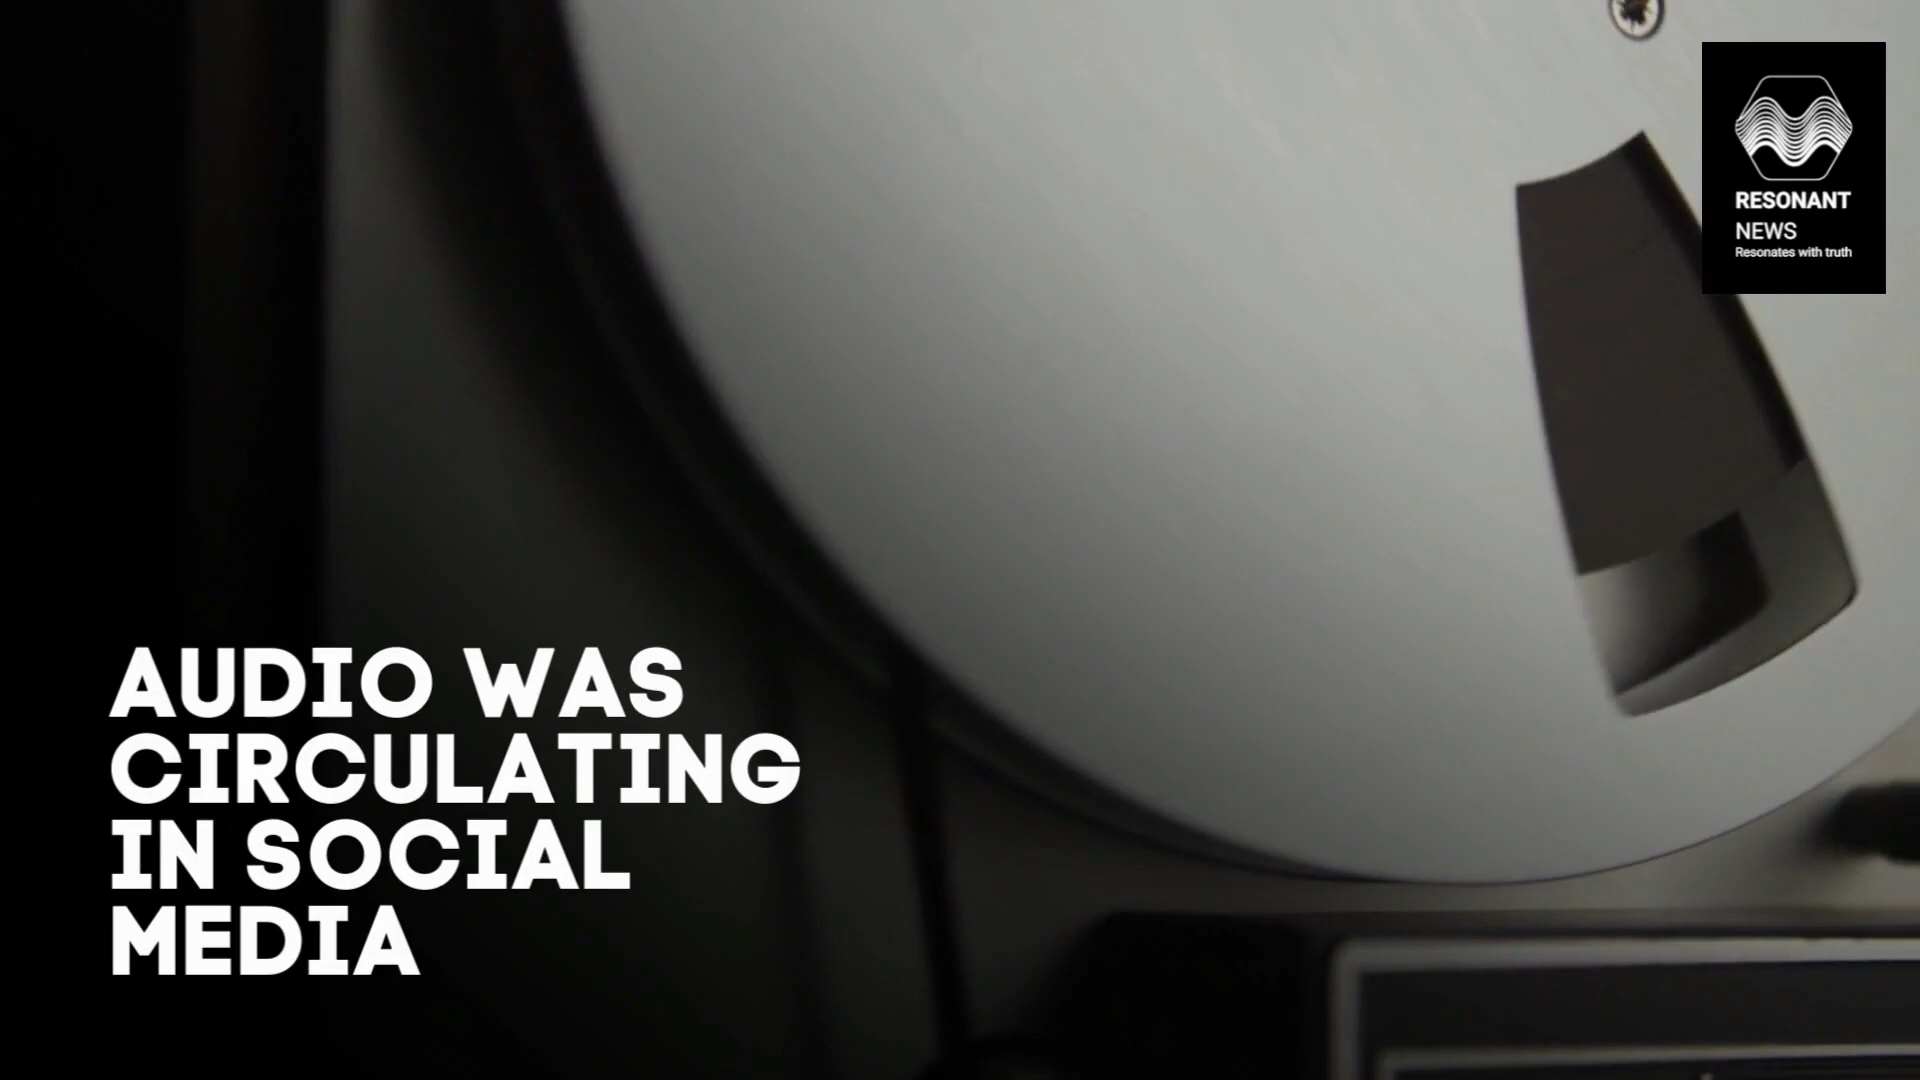 RESONANT
NEWS
Resonates with truth
AUDIO WAS
CIRCULATING
IN SOCIAL
MEDIA